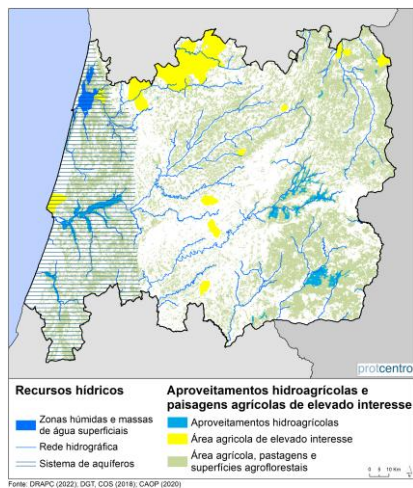 protcentro
Recursos hídricos
Zonas húmidas e massas
de água superficiais
Rede hidrográfica
Sistema de aquíferos
Aproveitamentos hidroagrícolas e
paisagens agrícolas de elevado interesse
Aproveitamentos hidroagrícolas
Área agrícola de elevado interesse
Área agrícola, pastagens e
superfícies agroflorestais
0 5 10 Km
Fonte: DRAPC (2022); DGT, COS (2018); CAOP (2020)